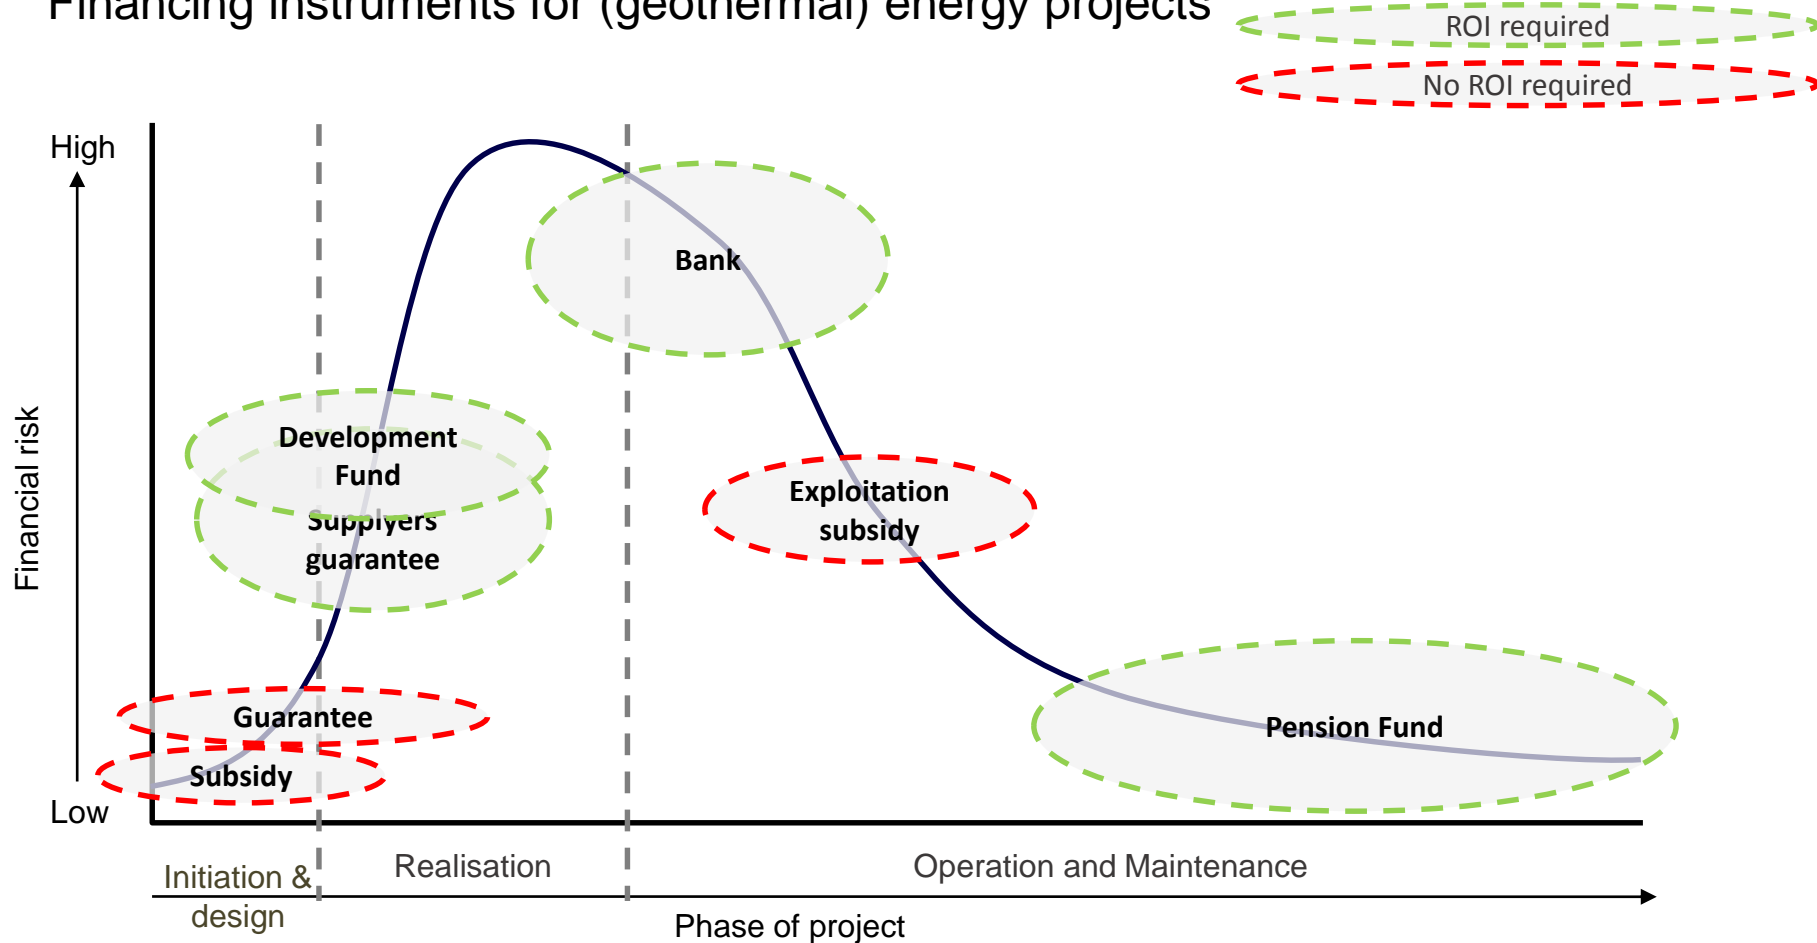 Financing instruments for (geothermal) energy projects
ROI required
No ROI required
High
Financial risk
Low
Bank
Development
Fund
Supplyers
guarantee
Exploitation
subsidy
Guarantee
Subsidy
Pension Fund
Initiation &
design
Realisation
Operation and Maintenance
Phase of project